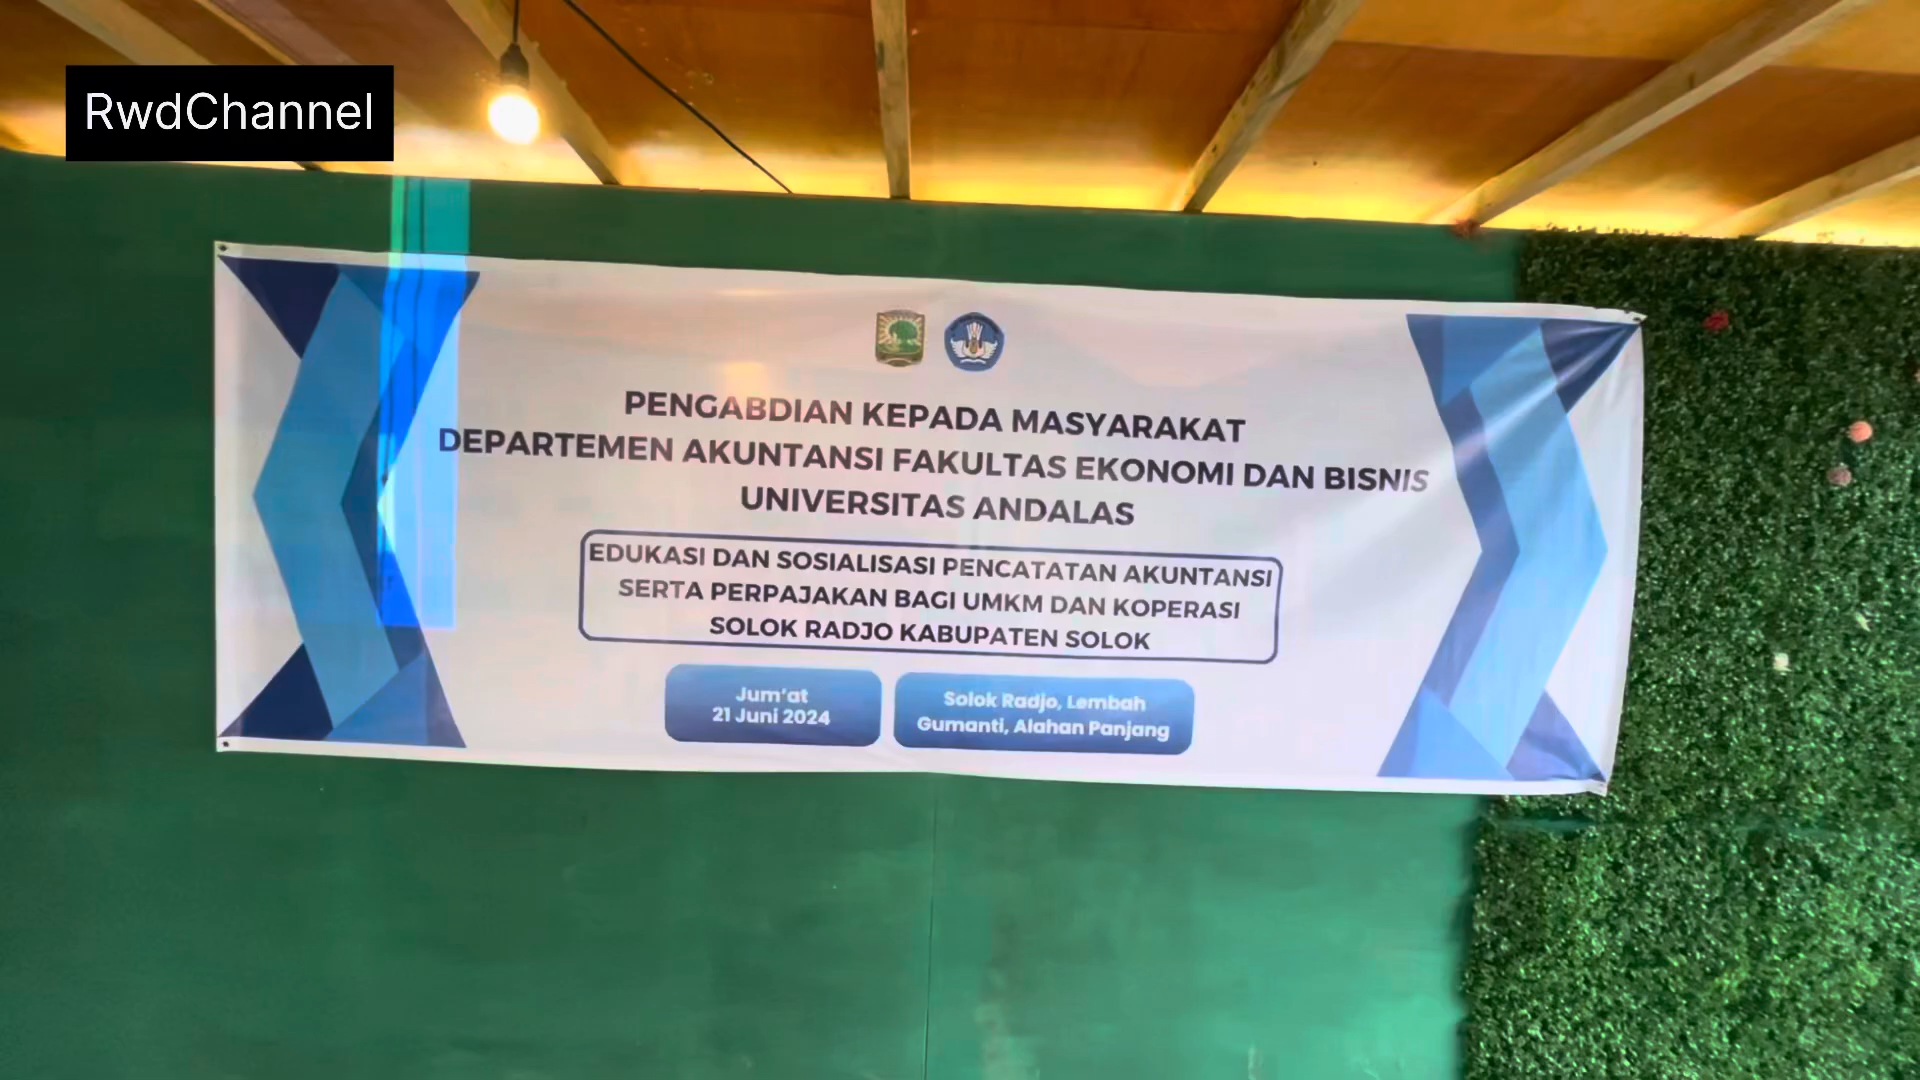 RwdChannel
PENGABDIAN KEPADA MASYARAKAT
DEPARTEMEN AKUNTANSI FAKULTAS EKONOMI DAN BISNIS
UNIVERSITAS ANDALAS
EDUKASI DAN SOSIALISASI PENCATATAN AKUNTANSI
SERTA PERPAJAKAN BAGI UMKM DAN KOPERASI
SOLOK RADJO KABUPATEN SOLOK
Jum'at
21 Juni 2024
Solok Radjo, Lembah
Gumanti, Alahan Panjang